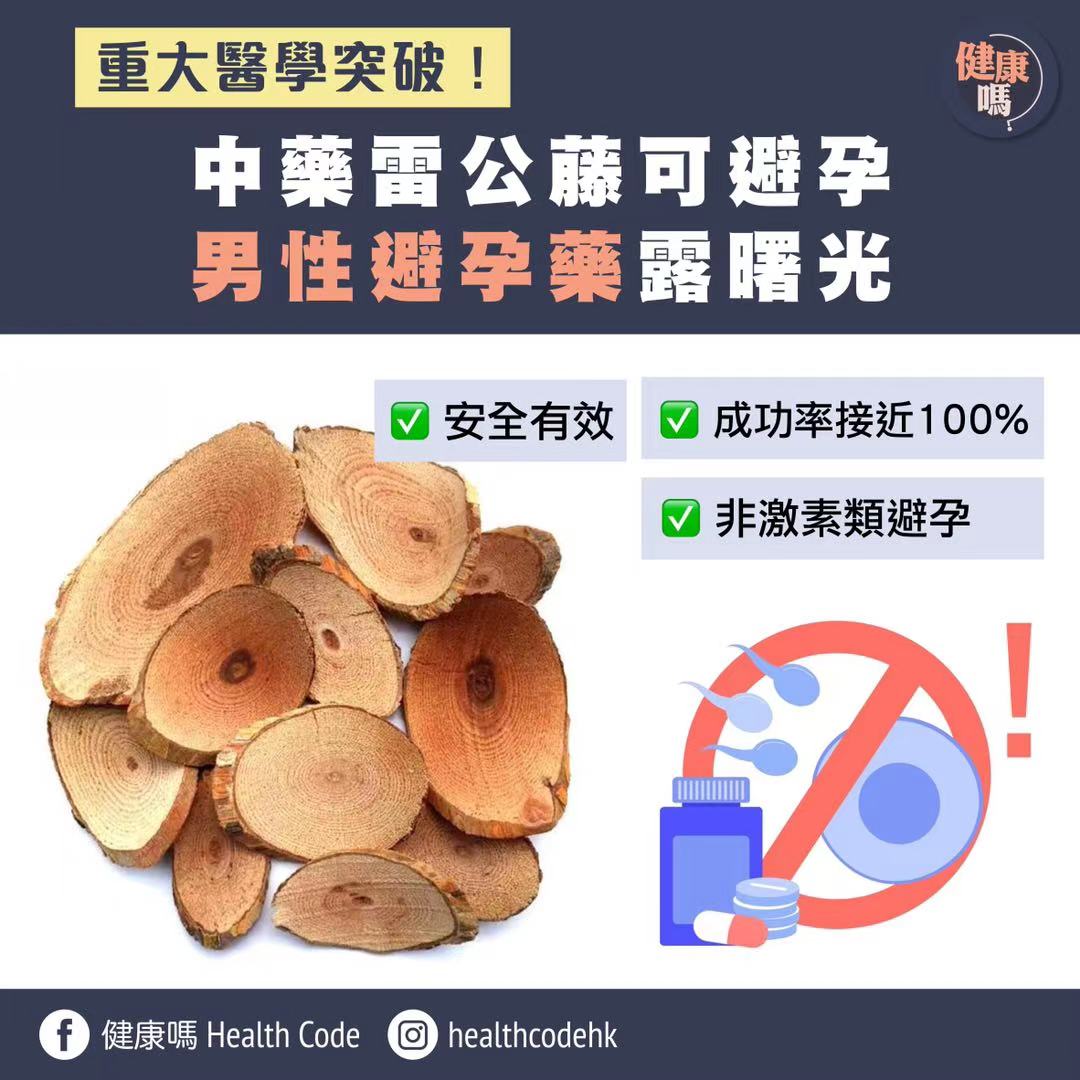 重大醫學突破！
健康嗎？
中藥雷公藤可避孕
男性避孕藥露曙光
✅ 安全有效
✅ 成功率接近100%
✅ 非激素類避孕
健康嗎 Health Code
healthcodehk